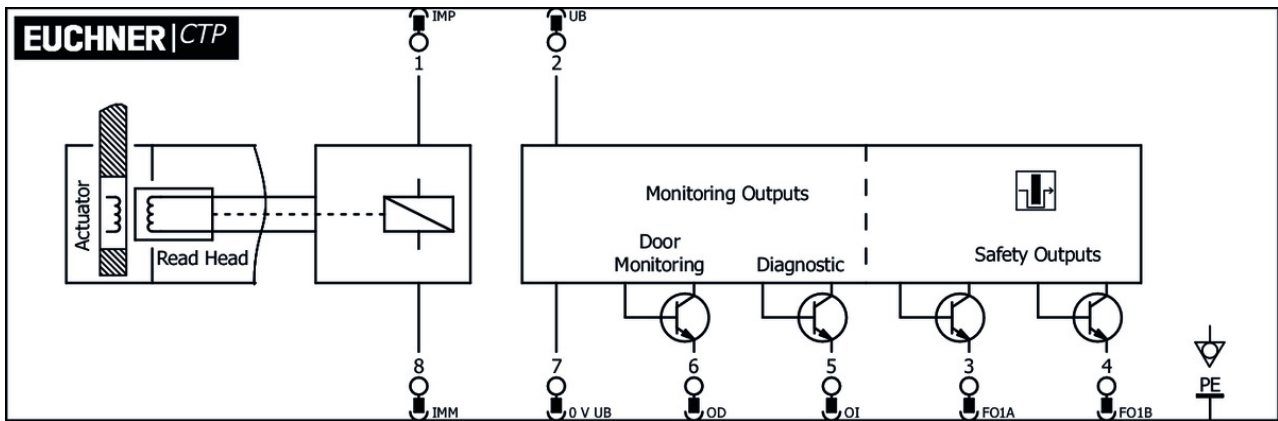 EUCHNER|CTP
IMP
UB
1
2
Actuator
Read Head
Monitoring Outputs
Door
Monitoring
Diagnostic
Safety Outputs
8
7
6
5
3
4
PE
IMM
0 V UB
OD
OI
FO1A
FO1B